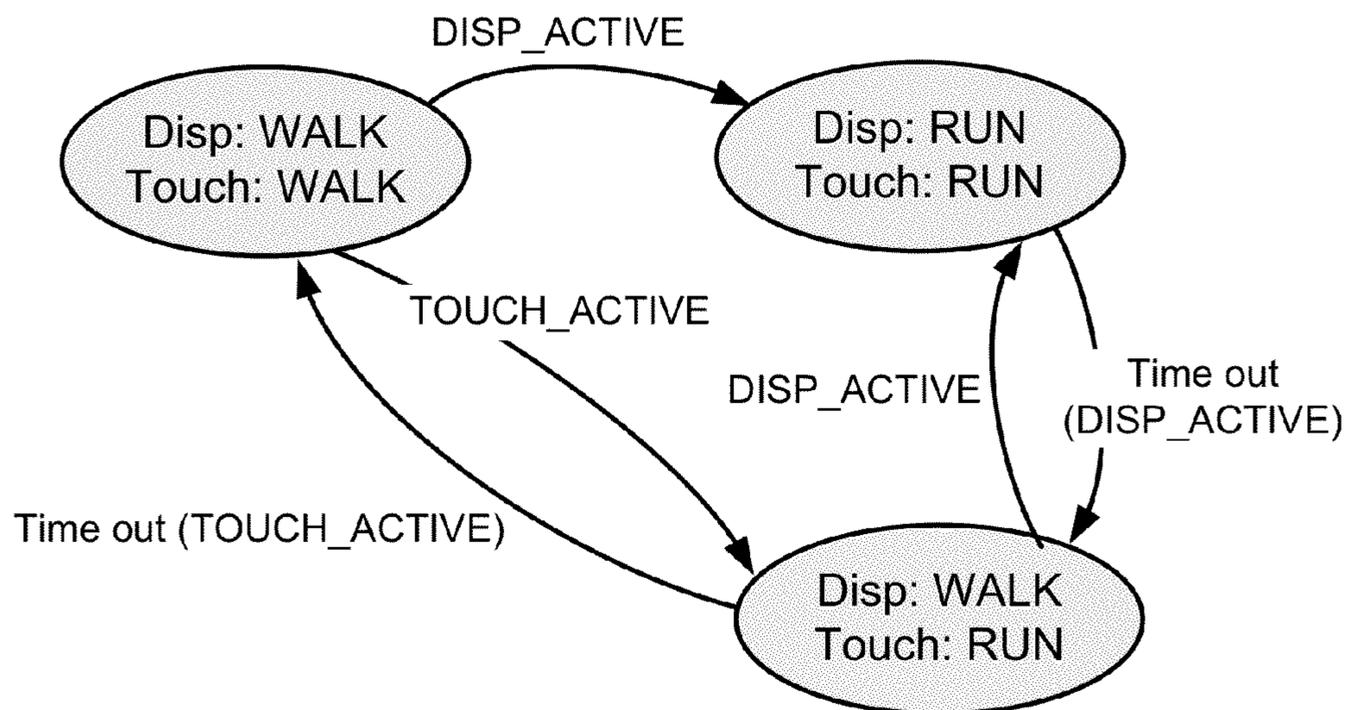 DISP_ACTIVE
Disp: WALK
Touch: WALK
Disp: RUN
Touch: RUN
TOUCH_ACTIVE
DISP_ACTIVE
Time out
(DISP_ACTIVE)
Time out (TOUCH_ACTIVE)
Disp: WALK
Touch: RUN